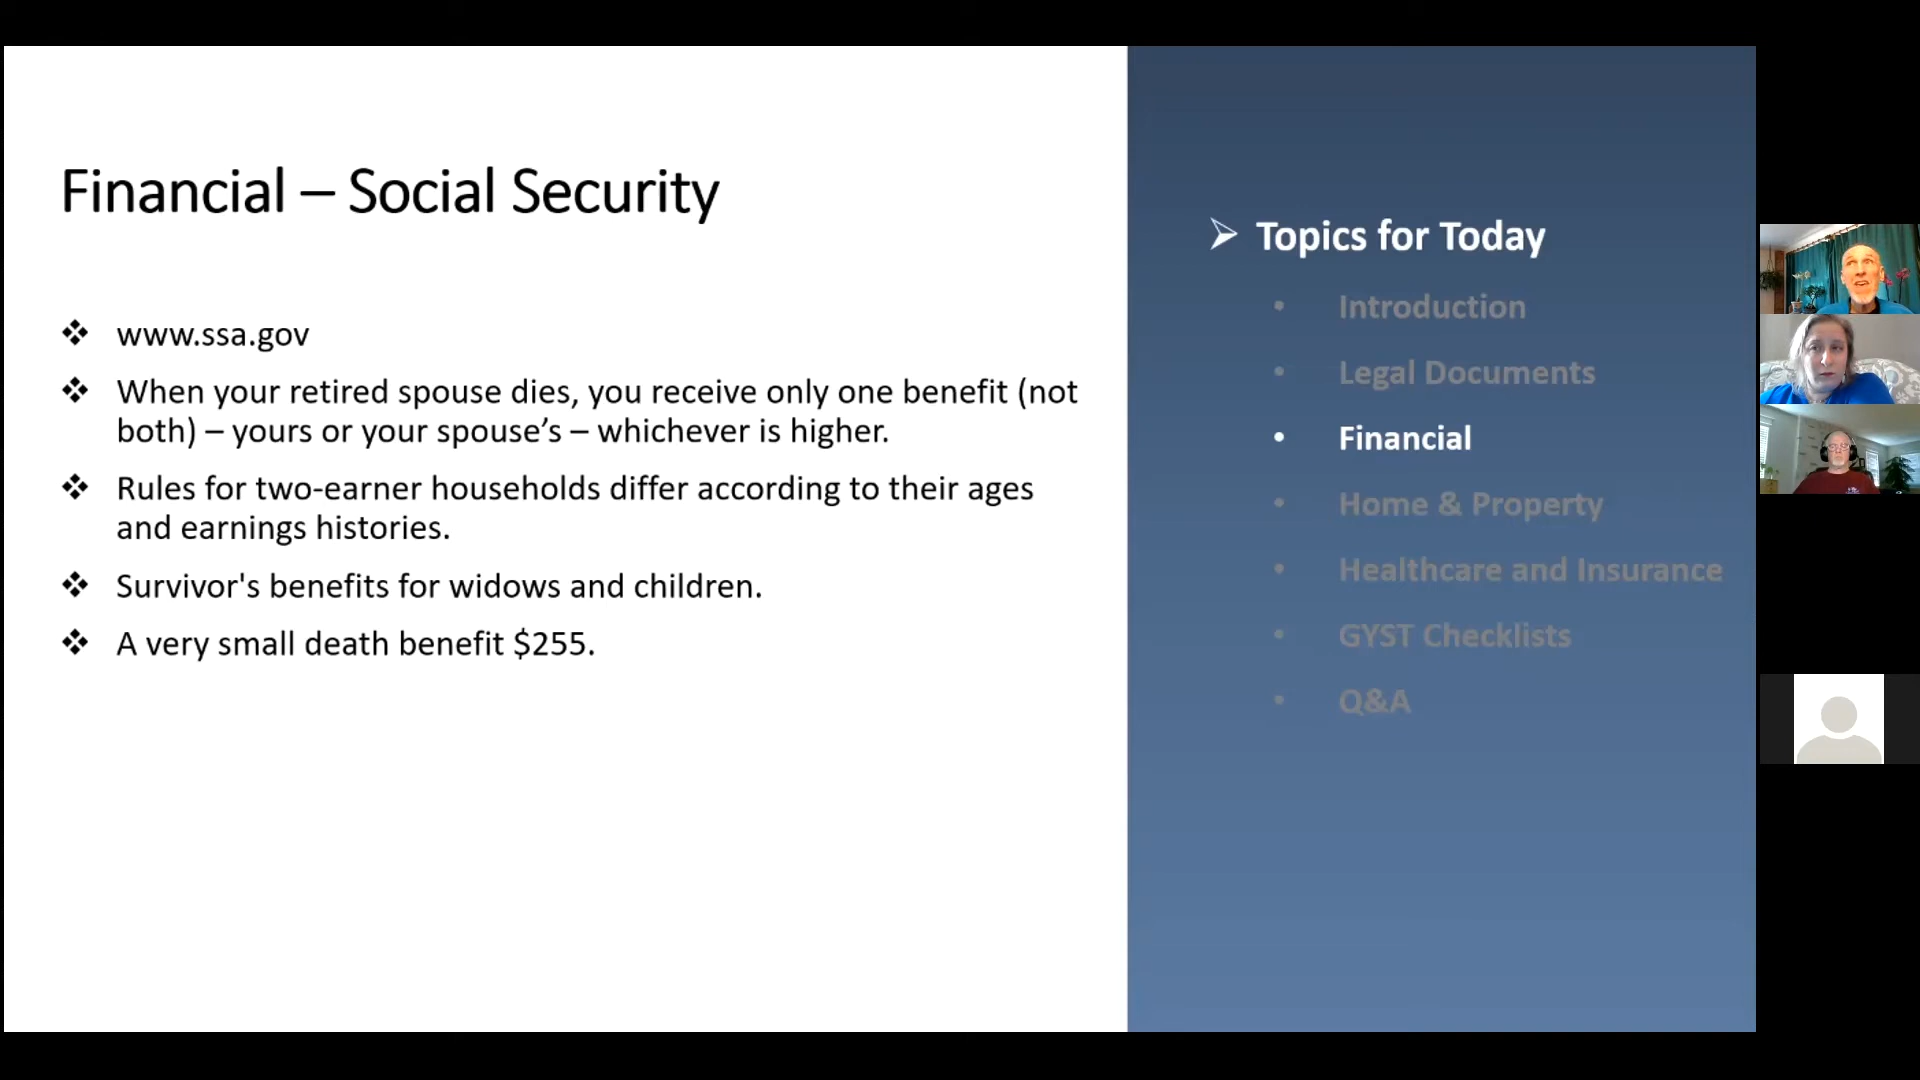 Financial – Social Security
❖ www.ssa.gov
❖ When your retired spouse dies, you receive only one benefit (not
both) – yours or your spouse’s – whichever is higher.
❖ Rules for two-earner households differ according to their ages
and earnings histories.
❖ Survivor's benefits for widows and children.
❖ A very small death benefit $255.
➢ Topics for Today
• Introduction
• Legal Documents
• Financial
• Home & Property
• Healthcare and Insurance
• GYST Checklists
• Q&A